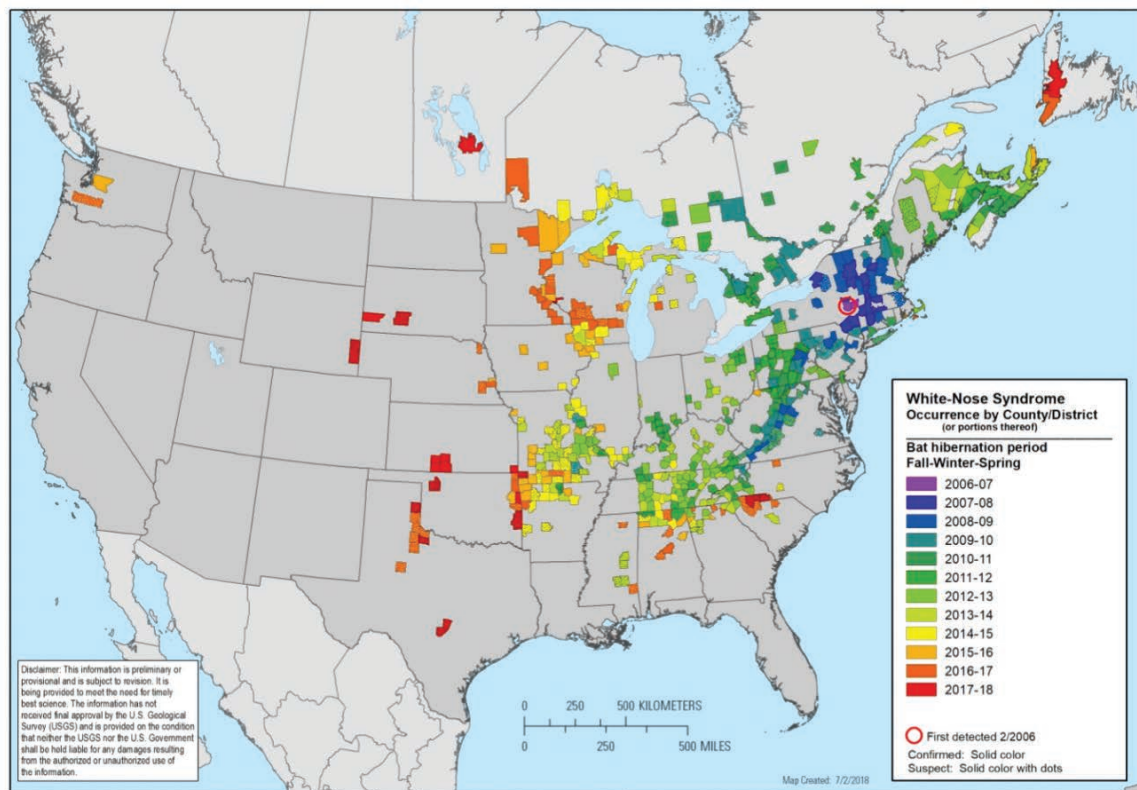 White-Nose Syndrome
Occurrence by County/District
(or portions thereof)
Bat hibernation period
Fall-Winter-Spring
2006-07
2007-08
2008-09
2009-10
2010-11
2011-12
2012-13
2013-14
2014-15
2015-16
2016-17
2017-18
First detected 2/2006
Confirmed: Solid color
Suspect: Solid color with dots
Disclaimer: This information is preliminary or
provisional and is subject to revision. It is
being provided to meet the need for timely
best science. The information has not
received final approval by the U.S. Geological
Survey (USGS) and is provided on the condition
that neither the USGS nor the U.S. Government
shall be held liable for any damages resulting
from the authorized or unauthorized use of
the information.
0 250 500 KILOMETERS
0 250 500 MILES
Map Created: 7/2/2018